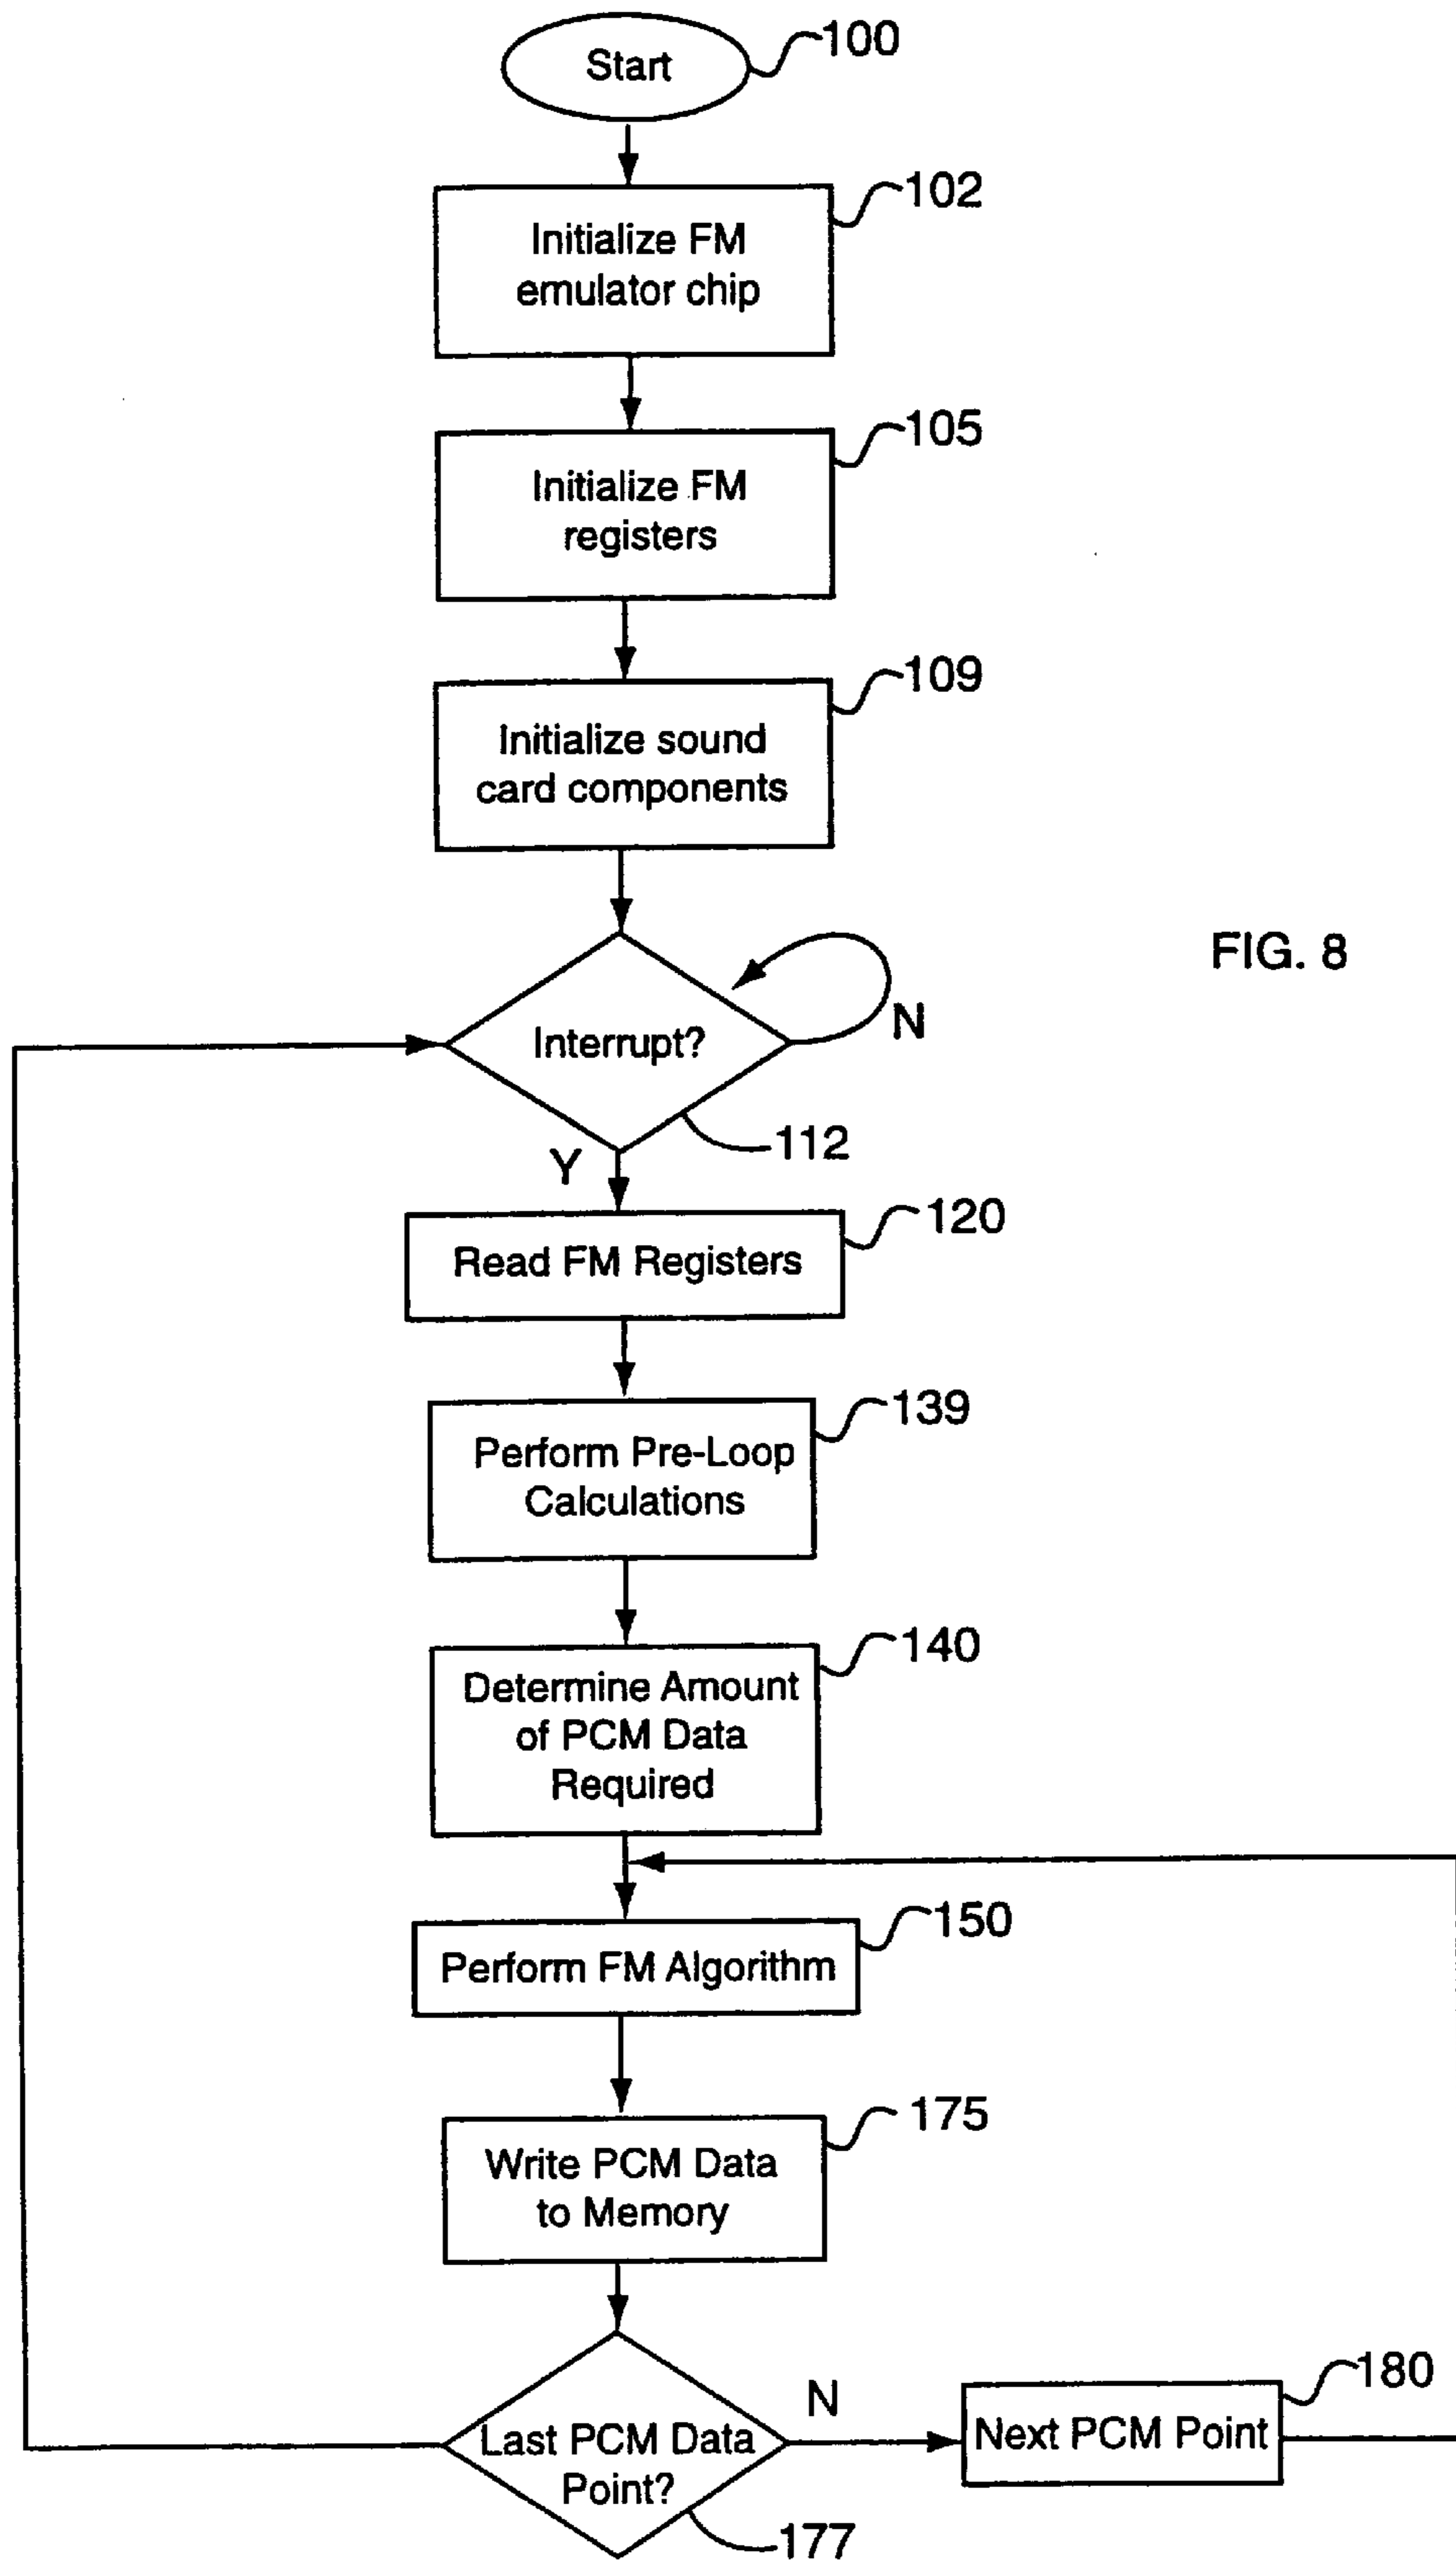 Start
100
Initialize FM
emulator chip
102
Initialize FM
registers
105
Initialize sound
card components
109
FIG. 8
Interrupt?
N
112
Y
Read FM Registers
120
Perform Pre-Loop
Calculations
139
Determine Amount
of PCM Data
Required
140
Perform FM Algorithm
150
Write PCM Data
to Memory
175
Last PCM Data
Point?
177
N
Next PCM Point
180